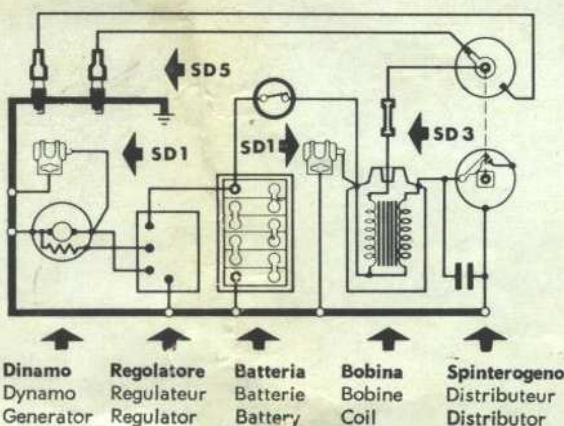 SD5
SD1
SD1
SD3
Dinamo Regolatore Batteria Bobina Spinterogeno
Dynamo Regulateur Batterie Bobine Distributeur
Generator Regulator Battery Coil Distributor